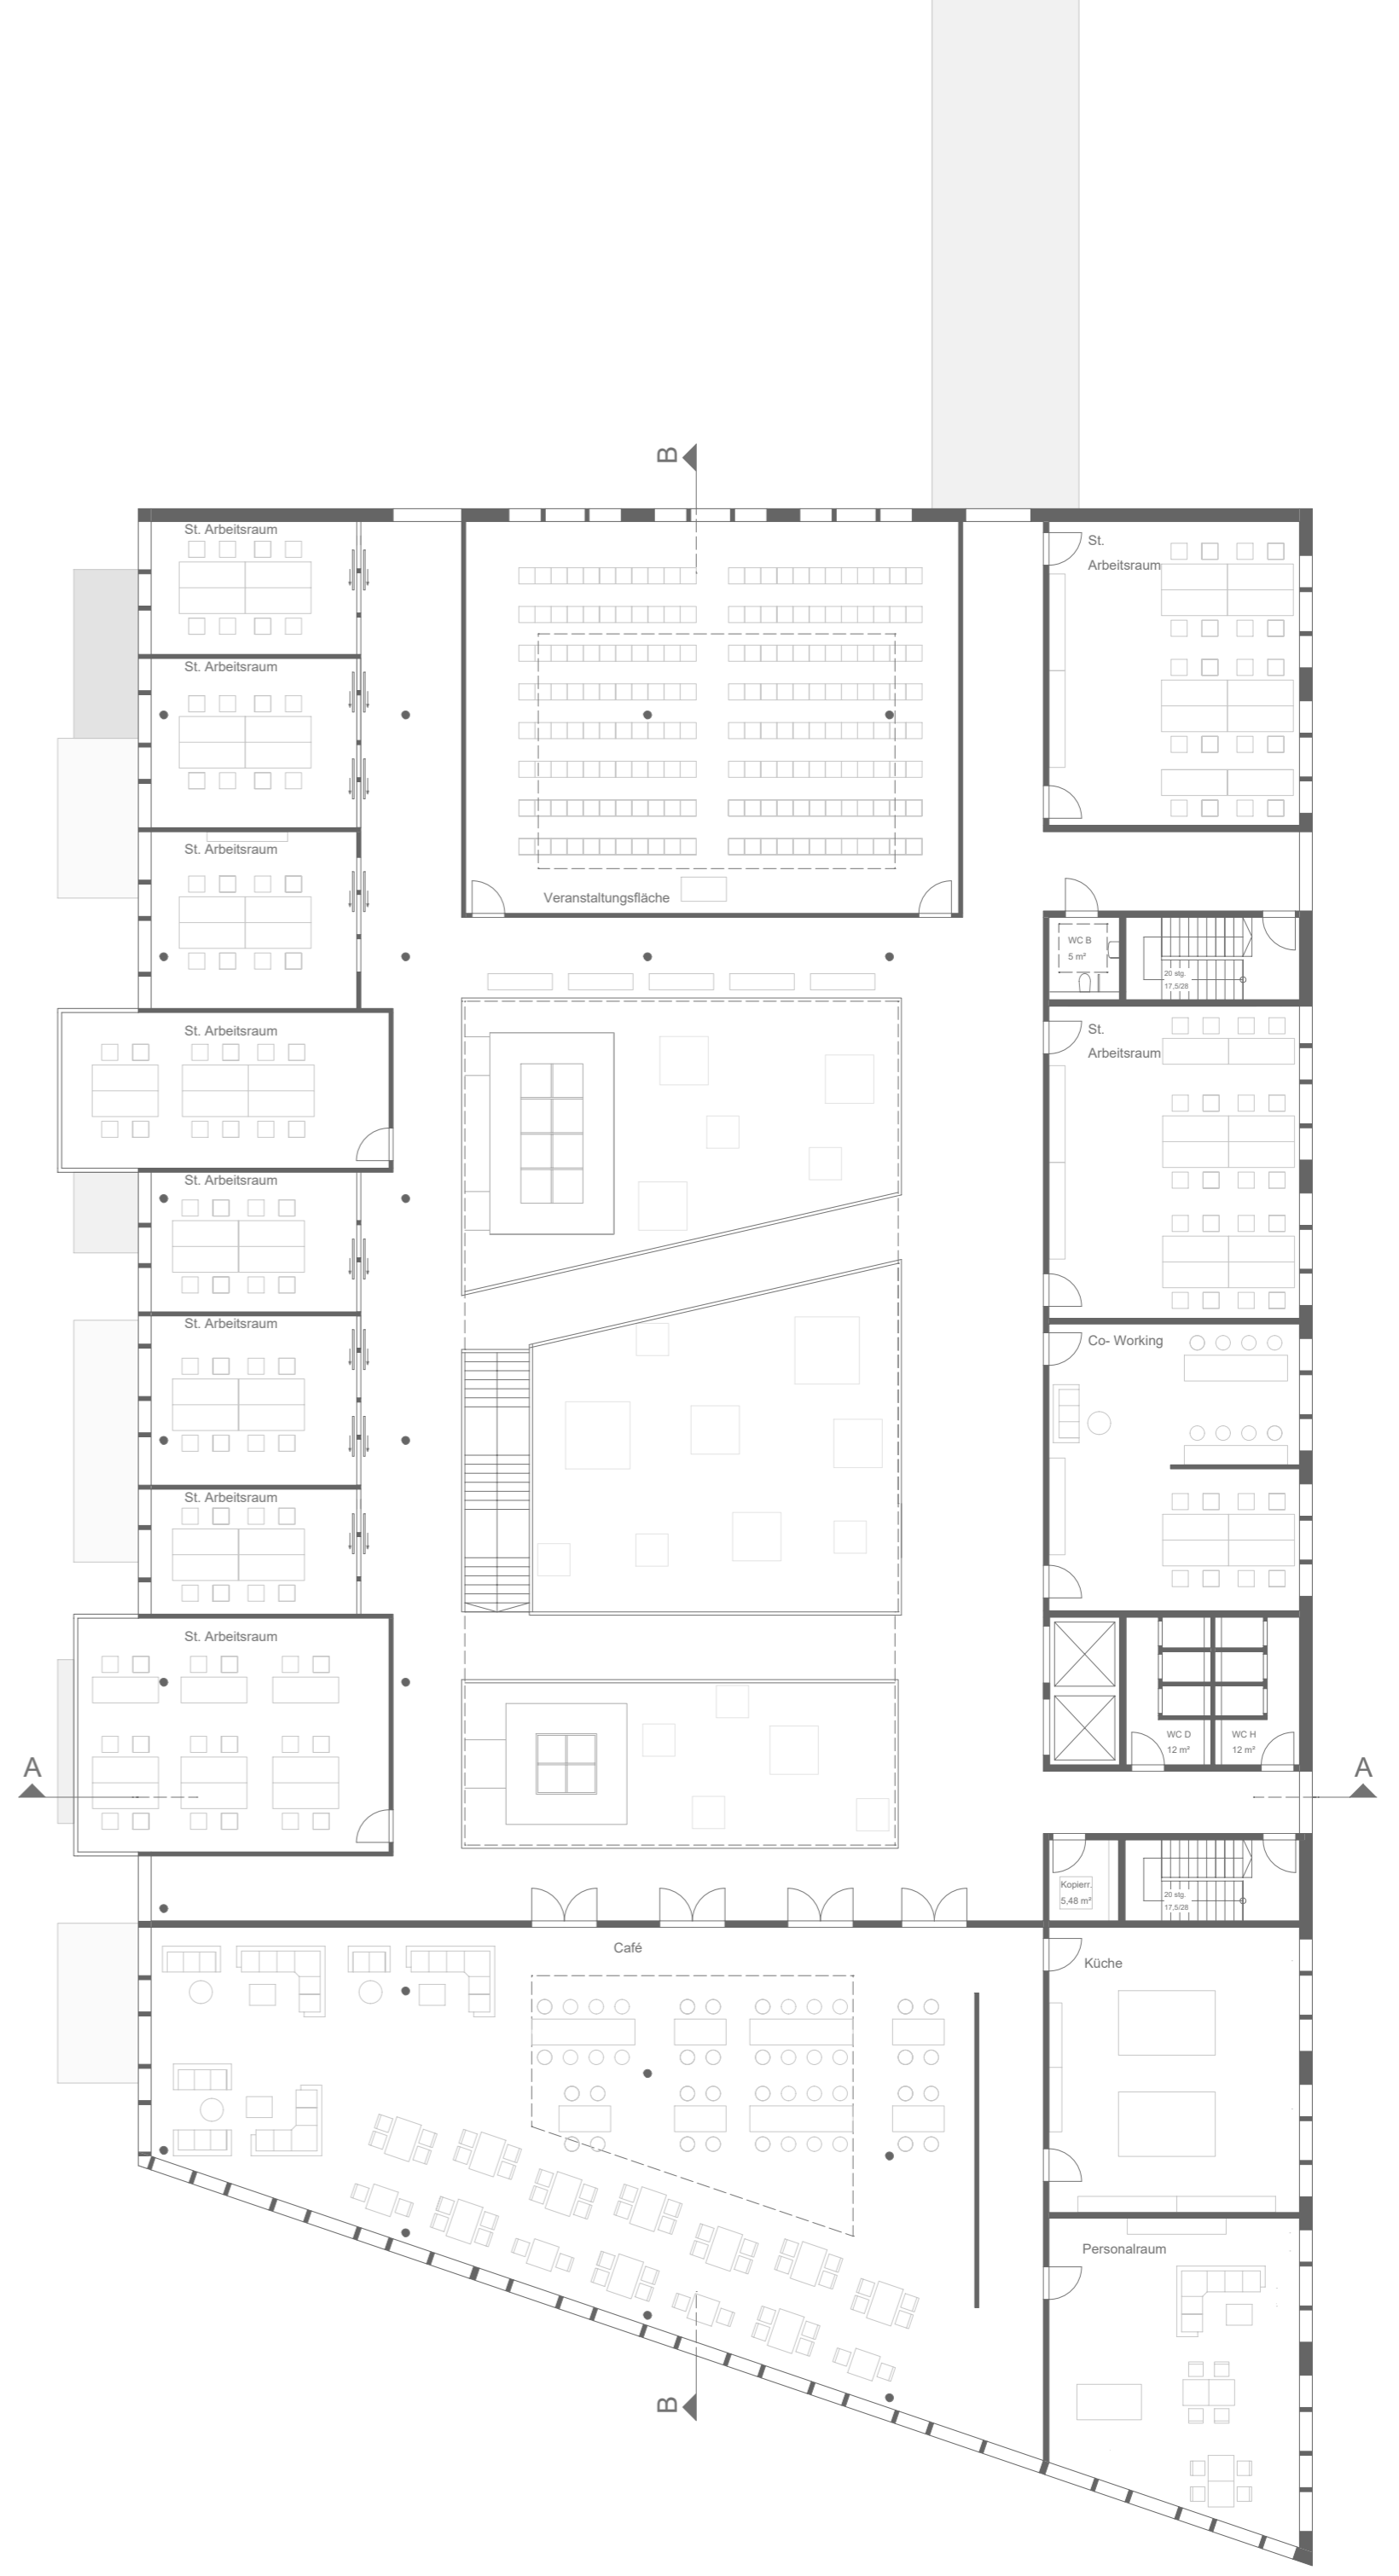 B
St. Arbeitsraum
St.
Arbeitsraum
St. Arbeitsraum
St. Arbeitsraum
Veranstaltungsfläche
WC B
5 m²
20 stg.
17,5/28
St. Arbeitsraum
St.
Arbeitsraum
St. Arbeitsraum
St. Arbeitsraum
Co- Working
St. Arbeitsraum
St. Arbeitsraum
WC D
12 m²
WC H
12 m²
A
A
Kopierr.
5,48 m²
20 stg.
17,5/28
Café
Küche
Personalraum
B